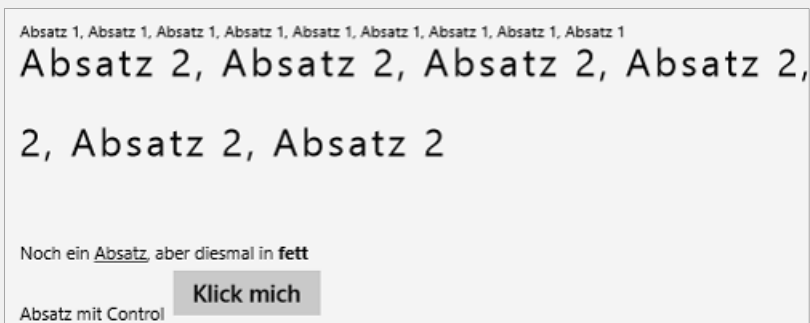 Absatz 1, Absatz 1, Absatz 1, Absatz 1, Absatz 1, Absatz 1, Absatz 1, Absatz 1, Absatz 1
Absatz 2, Absatz 2, Absatz 2, Absatz 2,
2, Absatz 2, Absatz 2
Noch ein Absatz, aber diesmal in fett
Klick mich
Absatz mit Control